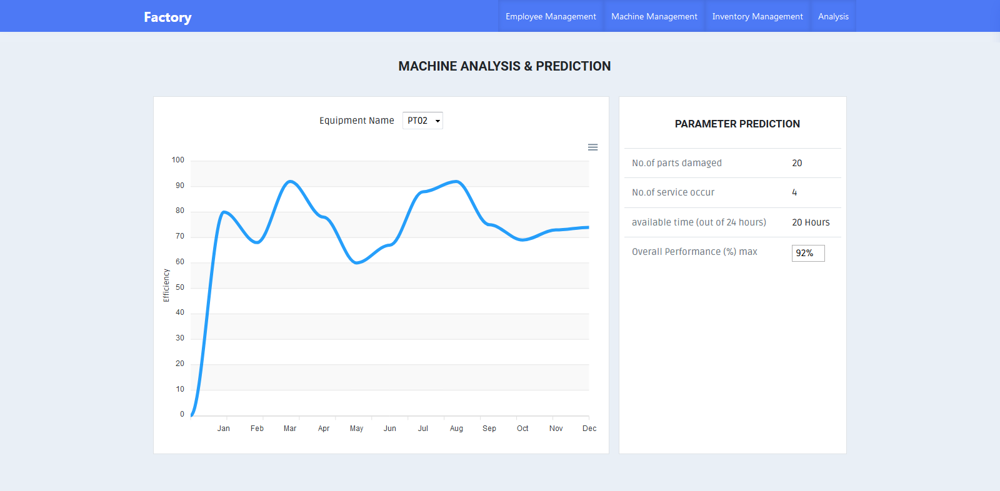 Factory
Employee Management
Machine Management
Inventory Management
Analysis
MACHINE ANALYSIS & PREDICTION
Equipment Name PT02
100
90
80
70
60
50
40
30
20
10
0
Efficiency
Jan Feb Mar Apr May Jun Jul Aug Sep Oct Nov Dec
PARAMETER PREDICTION
No.of parts damaged 20
No.of service occur 4
available time (out of 24 hours) 20 Hours
Overall Performance (%) max 92%